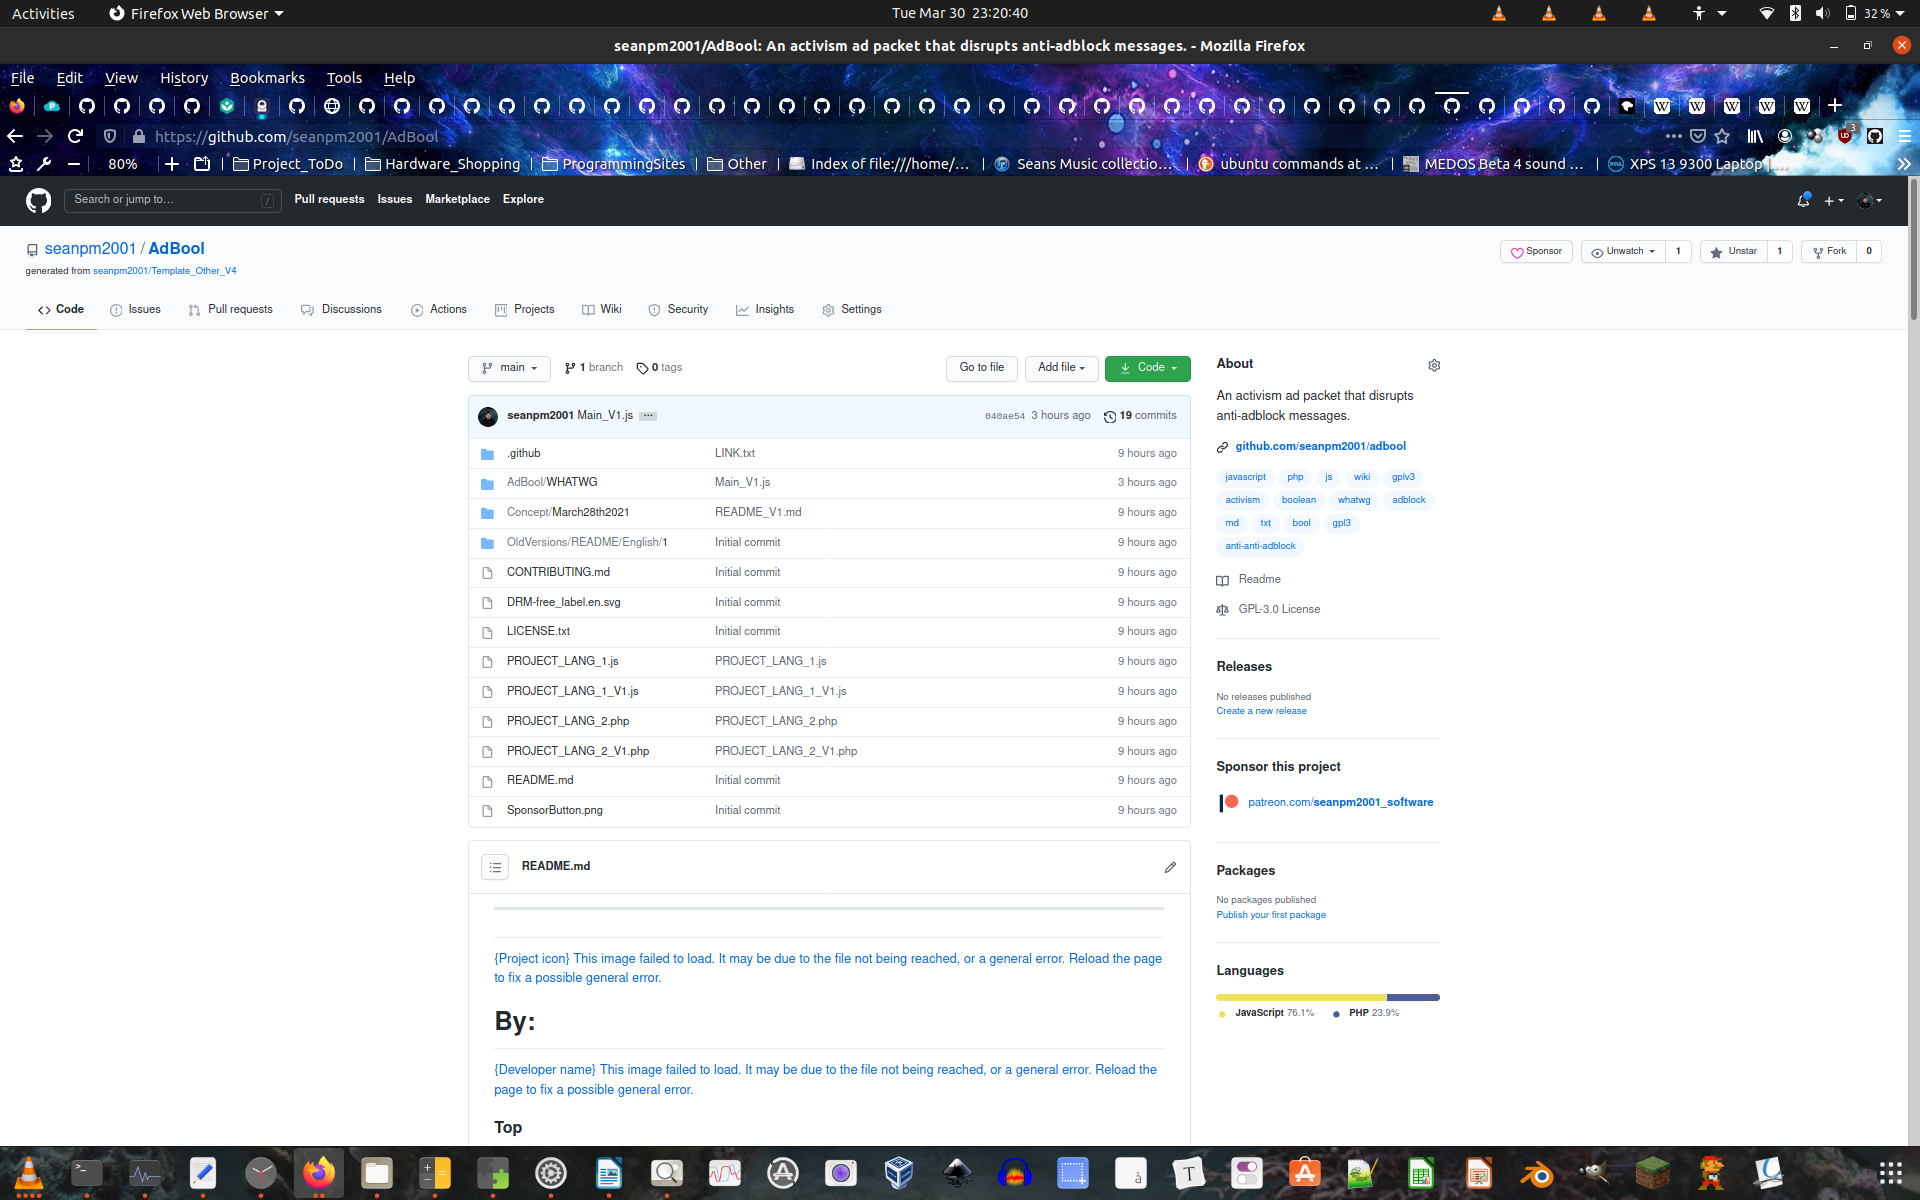 Activities
Firefox Web Browser
Tue Mar 30 23:20:40
32 %
seanpm2001/AdBool: An activism ad packet that disrupts anti-adblock messages. - Mozilla Firefox
File Edit View History Bookmarks Tools Help
https://github.com/seanpm2001/AdBool
3
80%
Project_ToDo
Hardware_Shopping
ProgrammingSites
Other
Index of file:///home/...
Seans Music collectio...
ubuntu commands at ...
MEDOS Beta 4 sound ...
XPS 13 9300 Laptop
Search or jump to...
/
Pull requests Issues Marketplace Explore
seanpm2001 / AdBool
generated from seanpm2001/Template_Other_V4
Sponsor
Unwatch 1
Unstar 1
Fork 0
Code Issues Pull requests Discussions Actions Projects Wiki Security Insights Settings
main
1 branch
0 tags
Go to file
Add file
Code
seanpm2001 Main_V1.js ...
040ae54 3 hours ago
19 commits
.github LINK.txt 9 hours ago
AdBool/WHATWG Main_V1.js 3 hours ago
Concept/March28th2021 README_V1.md 9 hours ago
OldVersions/README/English/1 Initial commit 9 hours ago
CONTRIBUTING.md Initial commit 9 hours ago
DRM-free_label.en.svg Initial commit 9 hours ago
LICENSE.txt Initial commit 9 hours ago
PROJECT_LANG_1.js PROJECT_LANG_1.js 9 hours ago
PROJECT_LANG_1_V1.js PROJECT_LANG_1_V1.js 9 hours ago
PROJECT_LANG_2.php PROJECT_LANG_2.php 9 hours ago
PROJECT_LANG_2_V1.php PROJECT_LANG_2_V1.php 9 hours ago
README.md Initial commit 9 hours ago
SponsorButton.png Initial commit 9 hours ago
README.md
{Project icon} This image failed to load. It may be due to the file not being reached, or a general error. Reload the page
to fix a possible general error.
By:
{Developer name} This image failed to load. It may be due to the file not being reached, or a general error. Reload the
page to fix a possible general error.
Top
About
An activism ad packet that disrupts
anti-adblock messages.
github.com/seanpm2001/adbool
javascript php js wiki gplv3
activism boolean whatwg adblock
md txt bool gpl3
anti-anti-adblock
Readme
GPL-3.0 License
Releases
No releases published
Create a new release
Sponsor this project
patreon.com/seanpm2001_software
Packages
No packages published
Publish your first package
Languages
JavaScript 76.1% PHP 23.9%